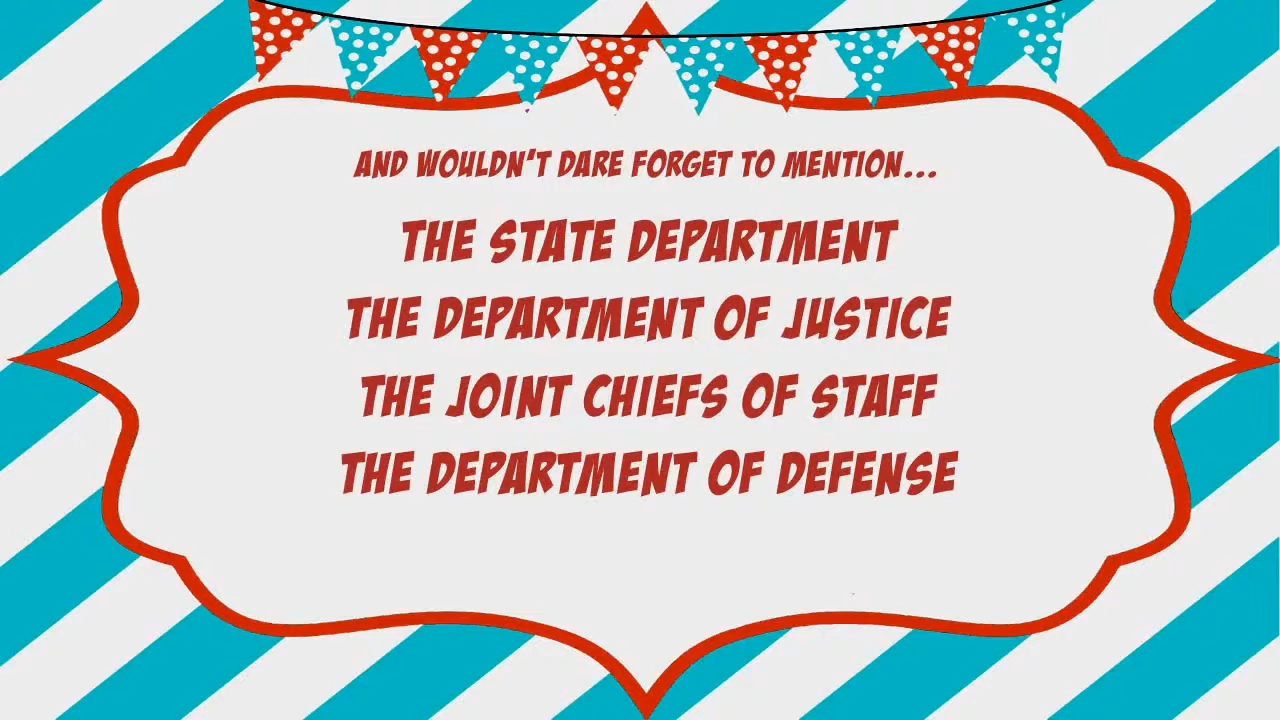 AND WOULDN'T DARE FORGET TO MENTION...
THE STATE DEPARTMENT
THE DEPARTMENT OF JUSTICE
THE JOINT CHIEFS OF STAFF
THE DEPARTMENT OF DEFENSE